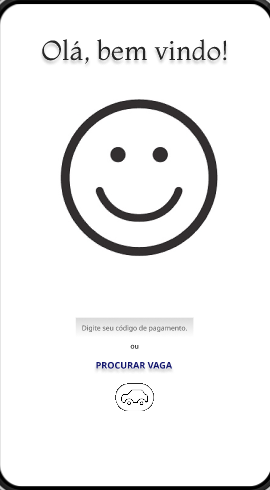 Olá, bem vindo!
Digite seu código de pagamento.
ou
PROCURAR VAGA